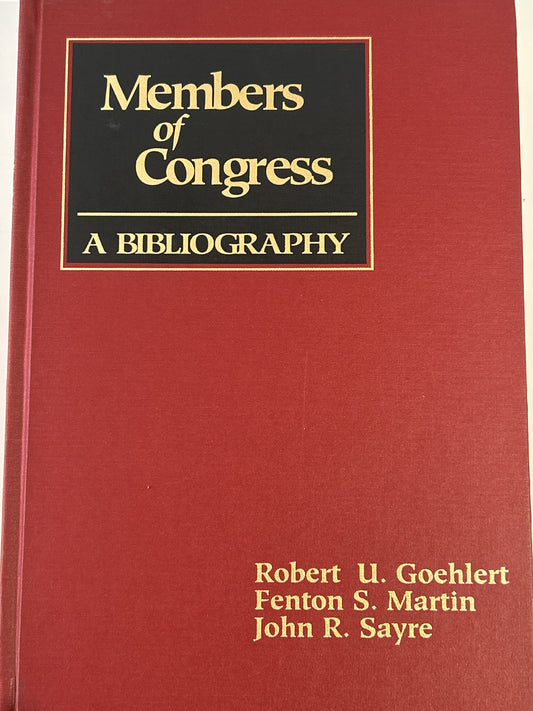 Members
of
Congress
A BIBLIOGRAPHY
Robert U. Goehlert
Fenton S. Martin
John R. Sayre